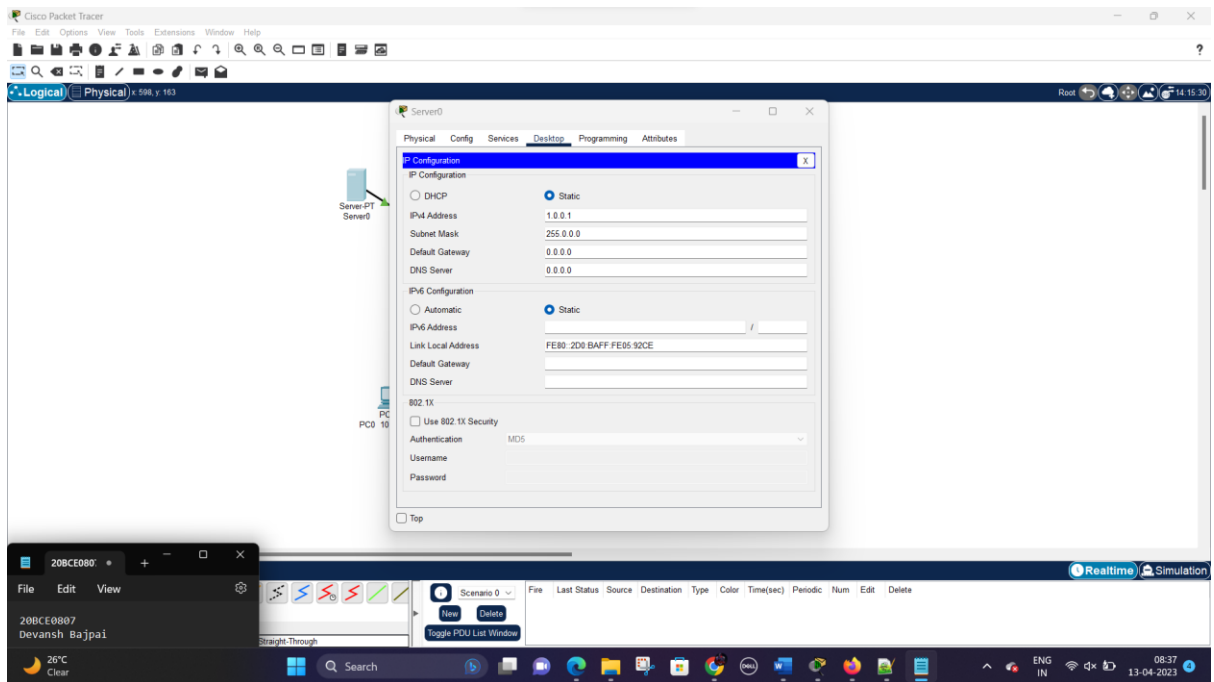 Cisco Packet Tracer
File Edit Options View Tools Extensions Window Help
?
Logical Physical x: 598, y: 163 Root 14:15:30
Server0
Physical Config Services Desktop Programming Attributes
IP Configuration X
IP Configuration
DHCP Static
IPv4 Address 1.0.0.1
Subnet Mask 255.0.0.0
Default Gateway 0.0.0.0
DNS Server 0.0.0.0
IPv6 Configuration
Automatic Static
IPv6 Address /
Link Local Address FE80::2D0:BAFF:FE05:92CE
Default Gateway
DNS Server
802.1X
Use 802.1X Security
Authentication MD5
Username
Password
Top
Server-PT
Server0
PC
PC0 10
20BCE080
File Edit View
20BCE0807
Devansh Bajpai
Realtime Simulation
Scenario 0
New Delete
Toggle PDU List Window
Fire Last Status Source Destination Type Color Time(sec) Periodic Num Edit Delete
Straight-Through
26°C
Clear
Search
DELL
ENG
IN
08:37
13-04-2023
4